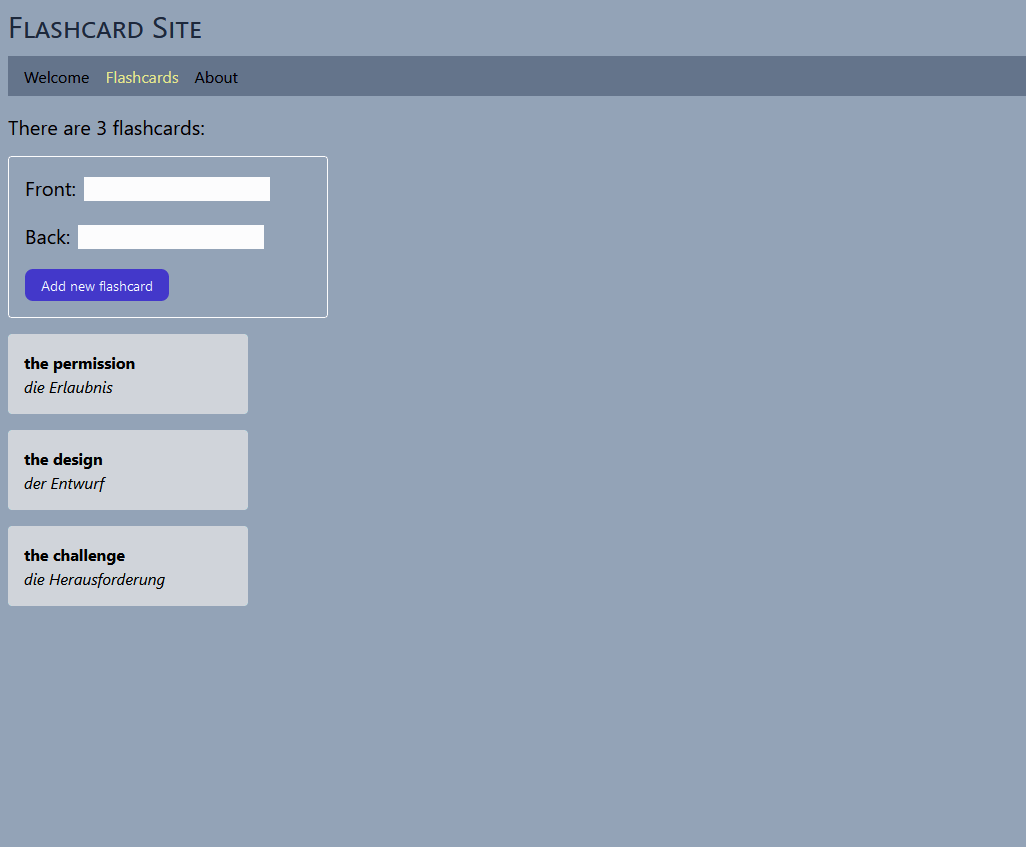 Flashcard Site
Welcome Flashcards About
There are 3 flashcards:
Front:
Back:
Add new flashcard
the permission
die Erlaubnis
the design
der Entwurf
the challenge
die Herausforderung